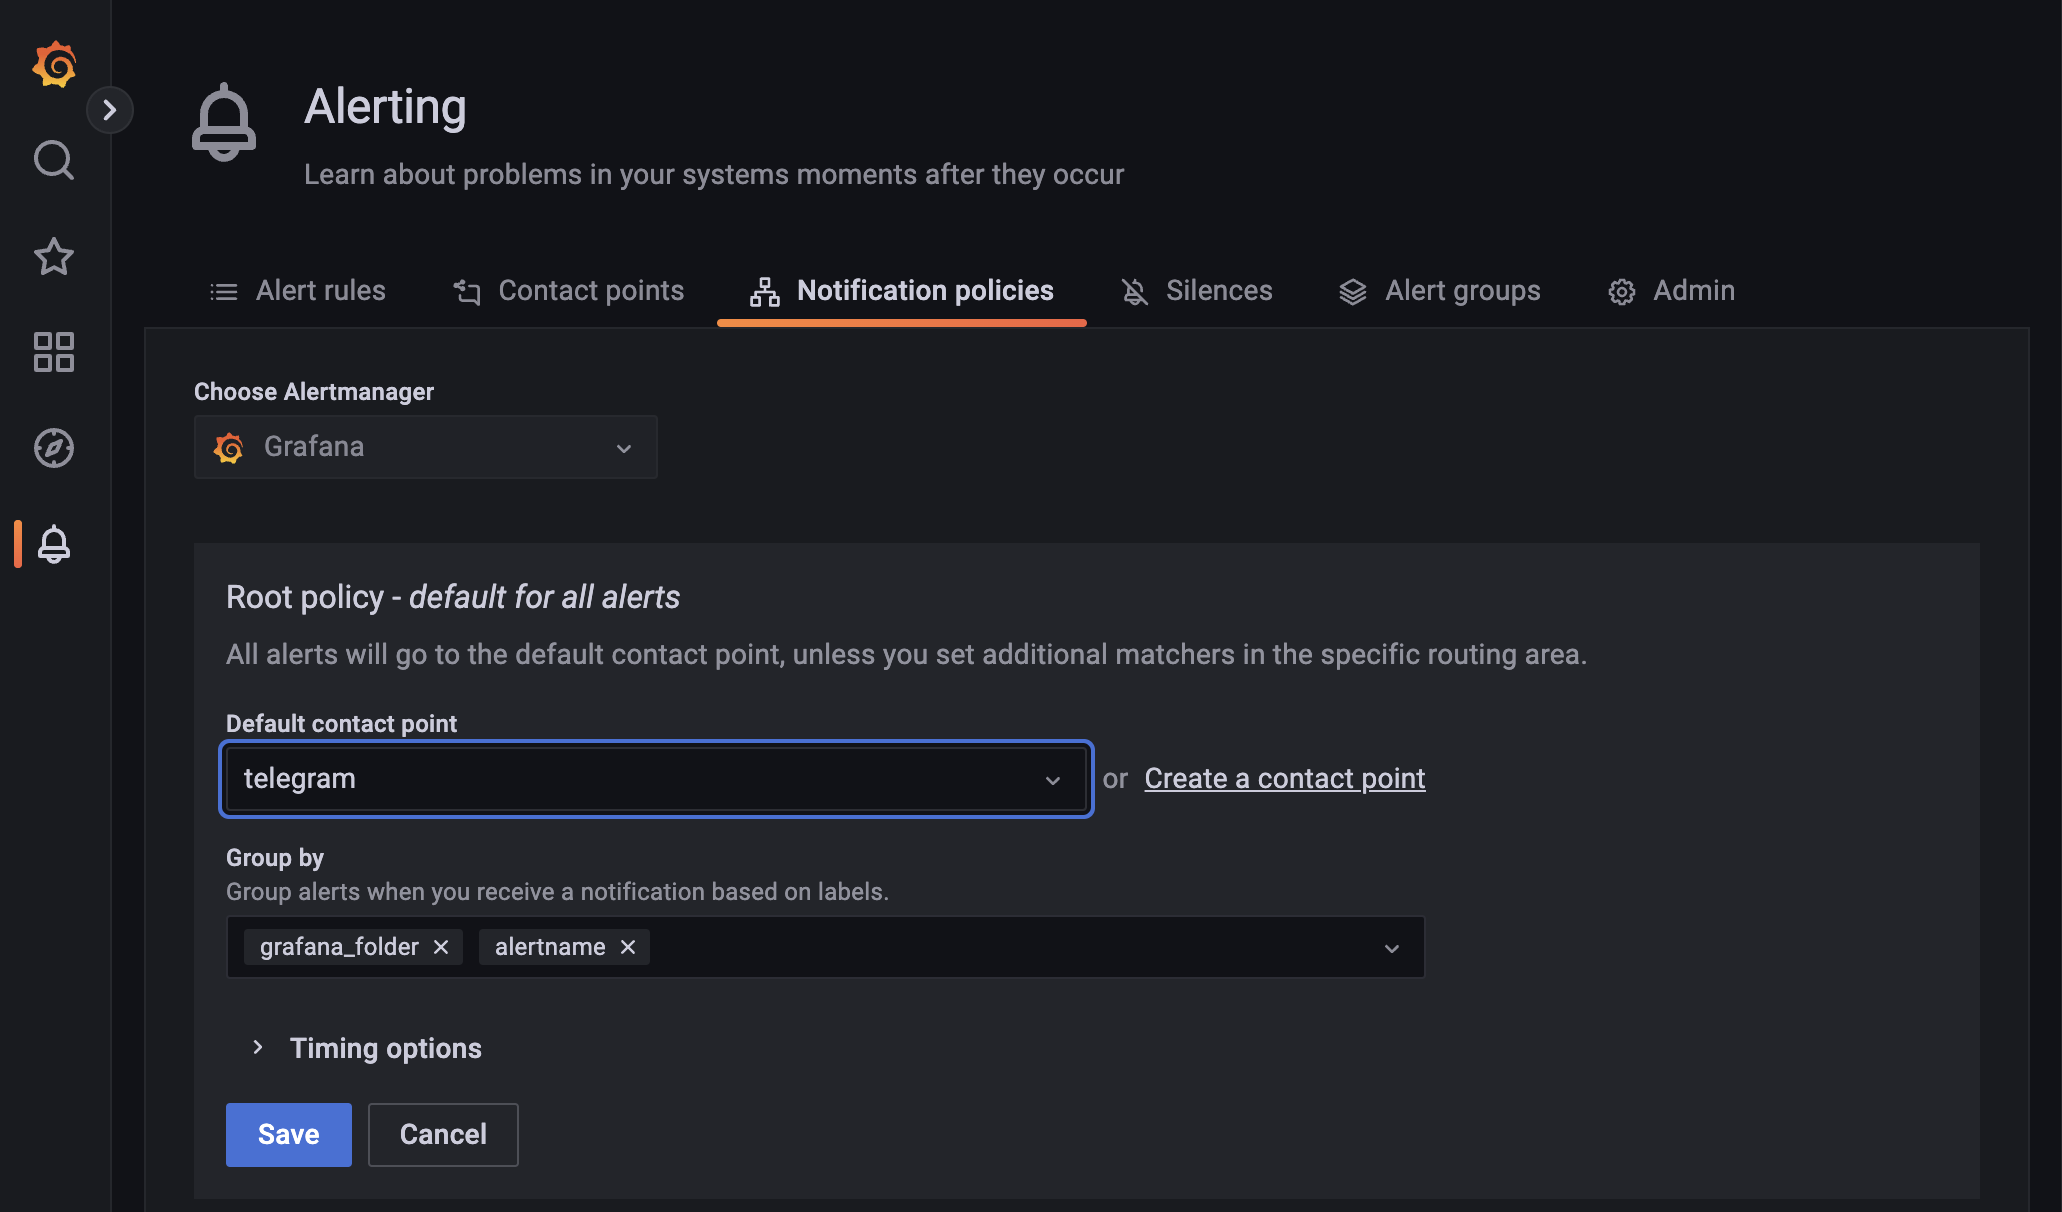 Alerting
Learn about problems in your systems moments after they occur
Alert rules Contact points Notification policies Silences Alert groups Admin
Choose Alertmanager
Grafana
Root policy - default for all alerts
All alerts will go to the default contact point, unless you set additional matchers in the specific routing area.
Default contact point
telegram or Create a contact point
Group by
Group alerts when you receive a notification based on labels.
grafana_folder alertname
Timing options
Save Cancel